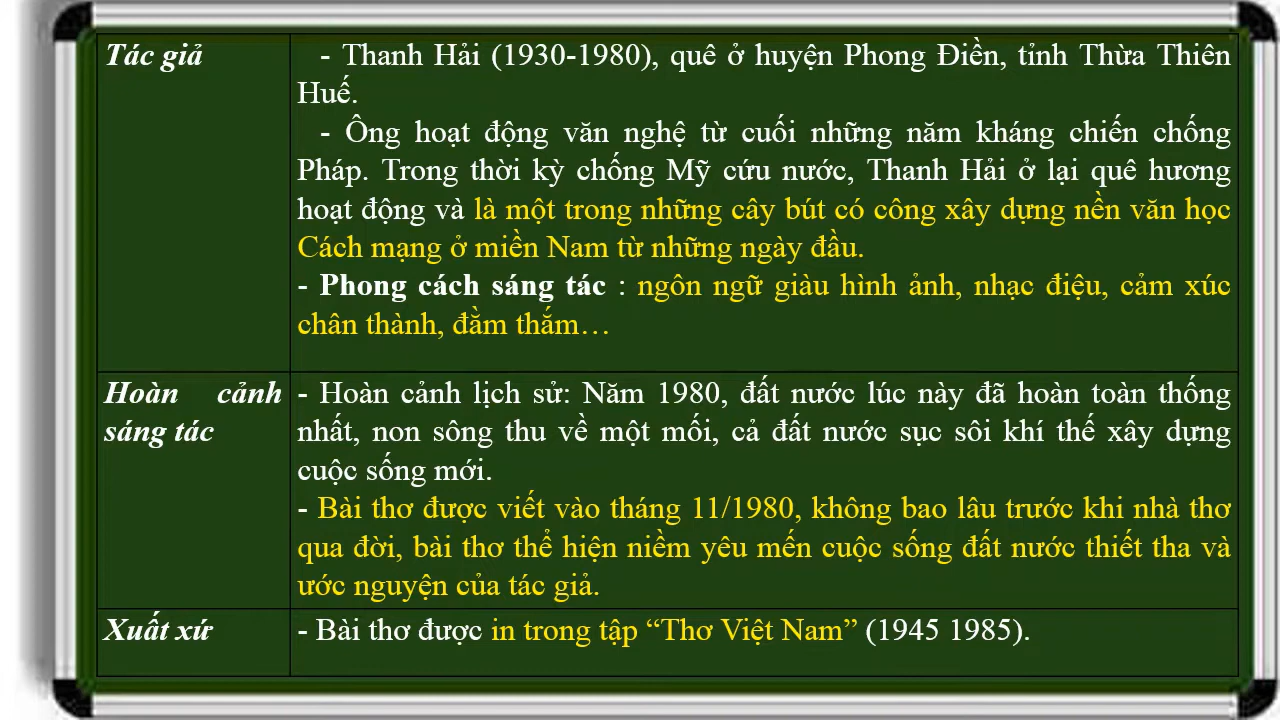 Tác giả
- Thanh Hải (1930-1980), quê ở huyện Phong Điền, tỉnh Thừa Thiên
Huế.
- Ông hoạt động văn nghệ từ cuối những năm kháng chiến chống
Pháp. Trong thời kỳ chống Mỹ cứu nước, Thanh Hải ở lại quê hương
hoạt động và là một trong những cây bút có công xây dựng nền văn học
Cách mạng ở miền Nam từ những ngày đầu.
- Phong cách sáng tác : ngôn ngữ giàu hình ảnh, nhạc điệu, cảm xúc
chân thành, đằm thắm…
Hoàn cảnh
sáng tác
- Hoàn cảnh lịch sử: Năm 1980, đất nước lúc này đã hoàn toàn thống
nhất, non sông thu về một mối, cả đất nước sục sôi khí thế xây dựng
cuộc sống mới.
- Bài thơ được viết vào tháng 11/1980, không bao lâu trước khi nhà thơ
qua đời, bài thơ thể hiện niềm yêu mến cuộc sống đất nước thiết tha và
ước nguyện của tác giả.
Xuất xứ
- Bài thơ được in trong tập “Thơ Việt Nam” (1945 1985).